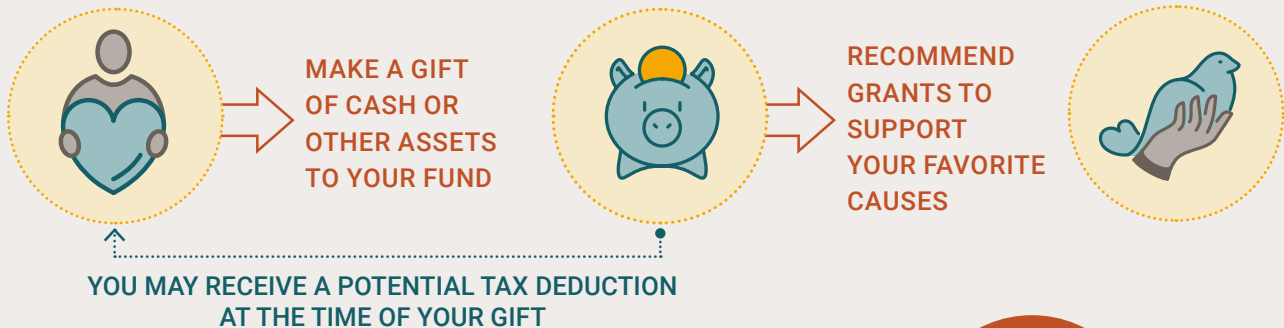 MAKE A GIFT
OF CASH OR
OTHER ASSETS
TO YOUR FUND
RECOMMEND
GRANTS TO
SUPPORT
YOUR FAVORITE
CAUSES
YOU MAY RECEIVE A POTENTIAL TAX DEDUCTION
AT THE TIME OF YOUR GIFT